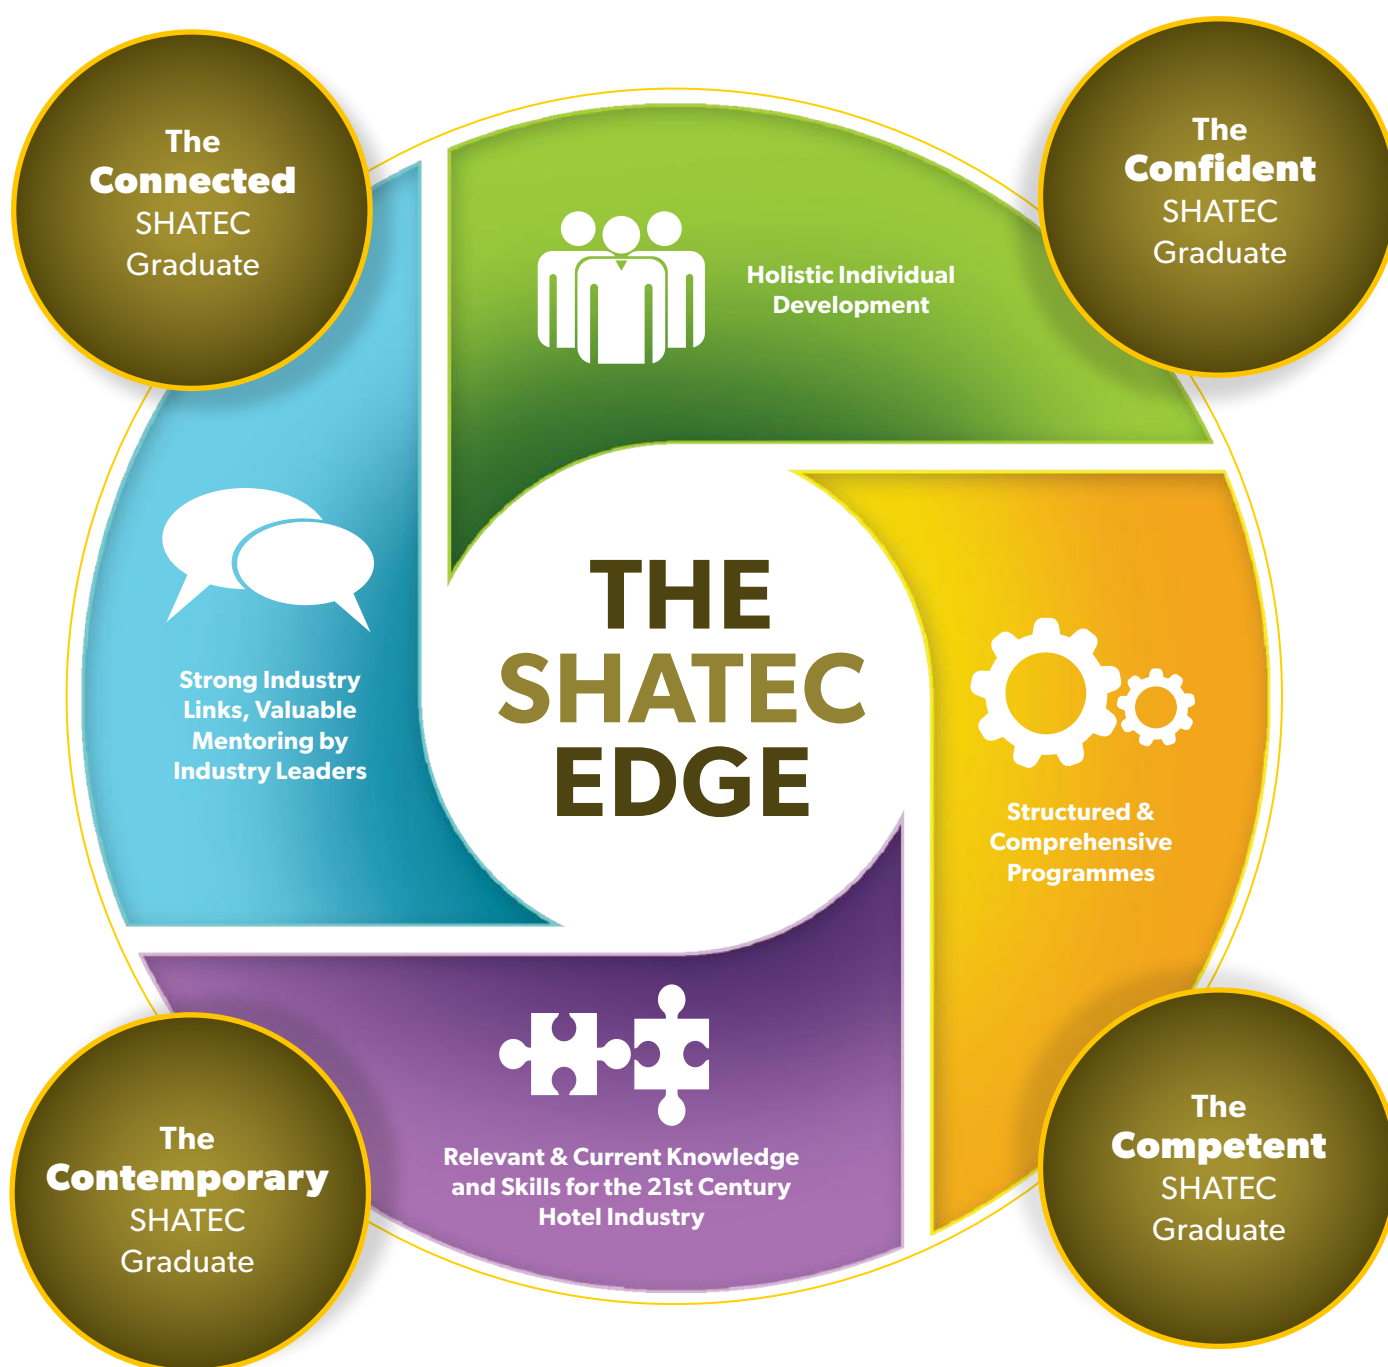 The
Connected
SHATEC
Graduate
The
Confident
SHATEC
Graduate
Holistic Individual
Development
THE
SHATEC
EDGE
Strong Industry
Links, Valuable
Mentoring by
Industry Leaders
Structured &
Comprehensive
Programmes
Relevant & Current Knowledge
and Skills for the 21st Century
Hotel Industry
The
Contemporary
SHATEC
Graduate
The
Competent
SHATEC
Graduate